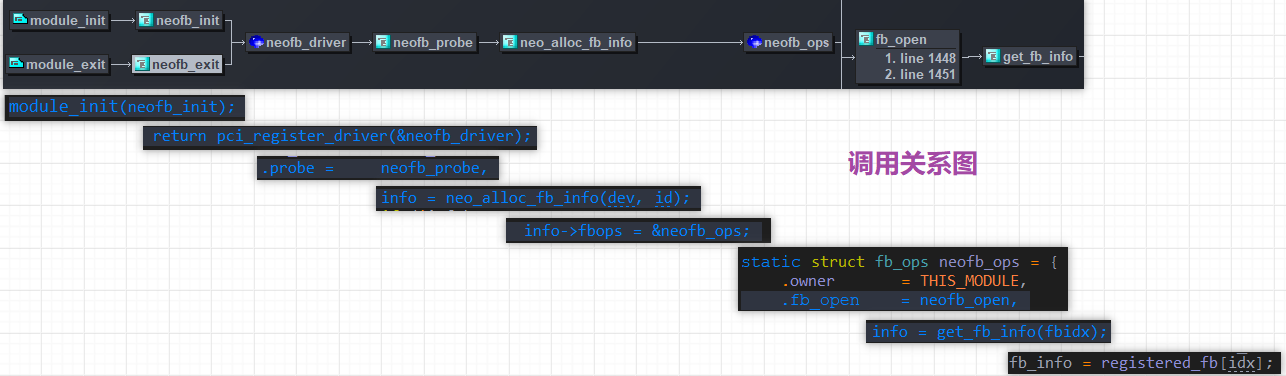 module_init
neofb_init
neofb_driver
neofb_probe
neo_alloc_fb_info
neofb_ops
fb_open
1. line 1448
2. line 1451
get_fb_info
module_exit
neofb_exit
module_init(neofb_init);
return pci_register_driver(&neofb_driver);
.probe = neofb_probe,
调用关系图
info = neo_alloc_fb_info(dev, id);
info->fbops = &neofb_ops;
static struct fb_ops neofb_ops = {
.owner = THIS_MODULE,
.fb_open = neofb_open,
info = get_fb_info(fbidx);
fb_info = registered_fb[idx];